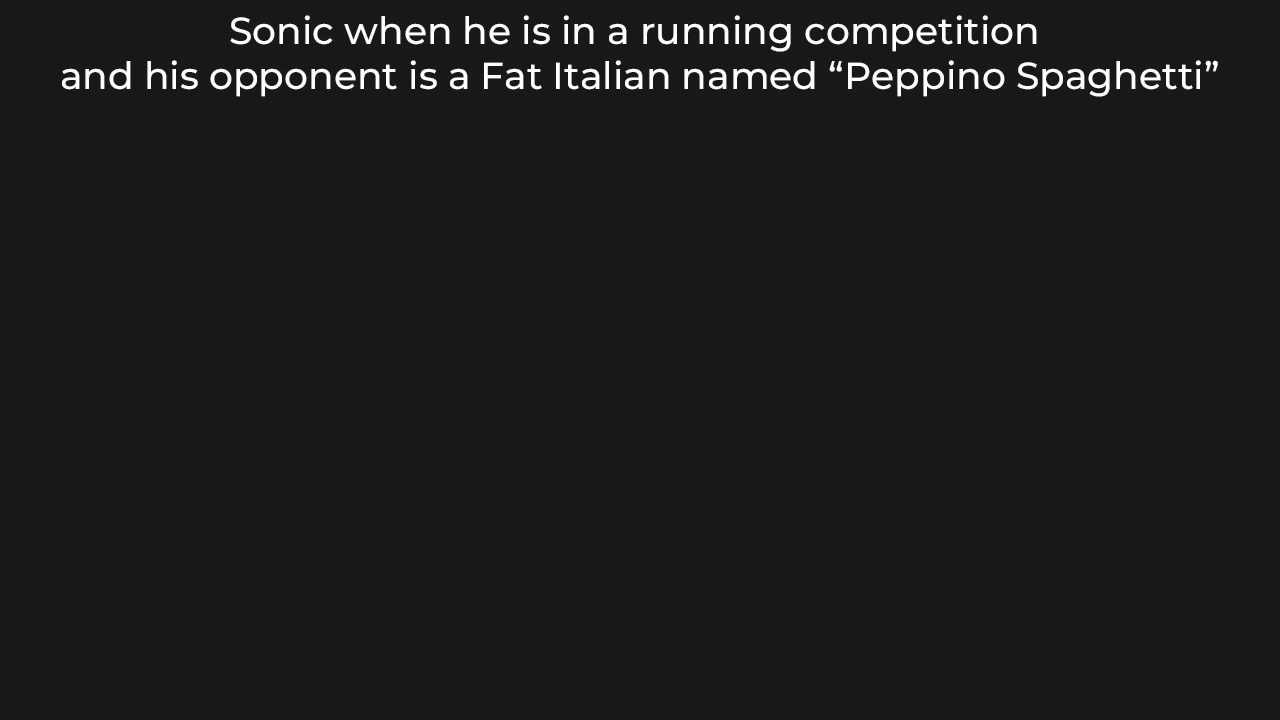 Sonic when he is in a running competition
and his opponent is a Fat Italian named “Peppino Spaghetti”